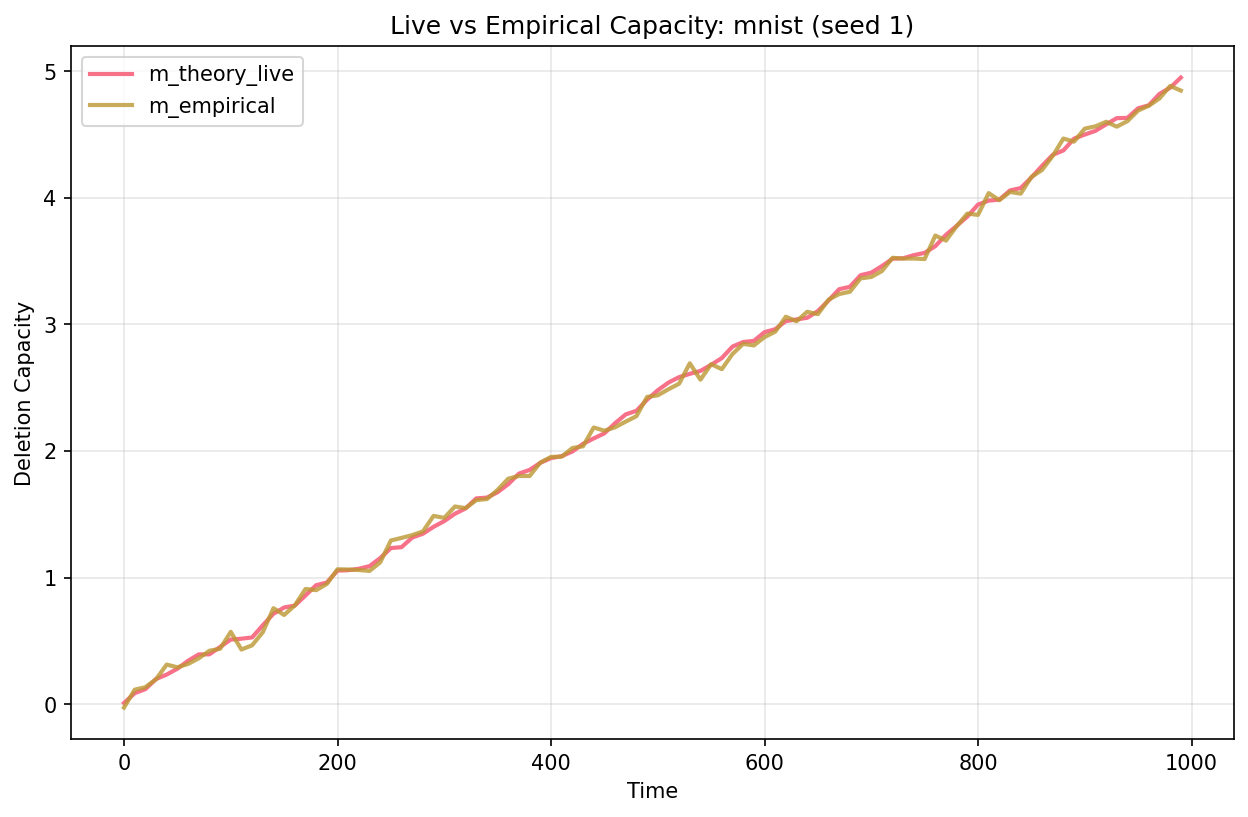 Live vs Empirical Capacity: mnist (seed 1)
m_theory_live
m_empirical
Deletion Capacity
5
4
3
2
1
0
0 200 400 600 800 1000
Time